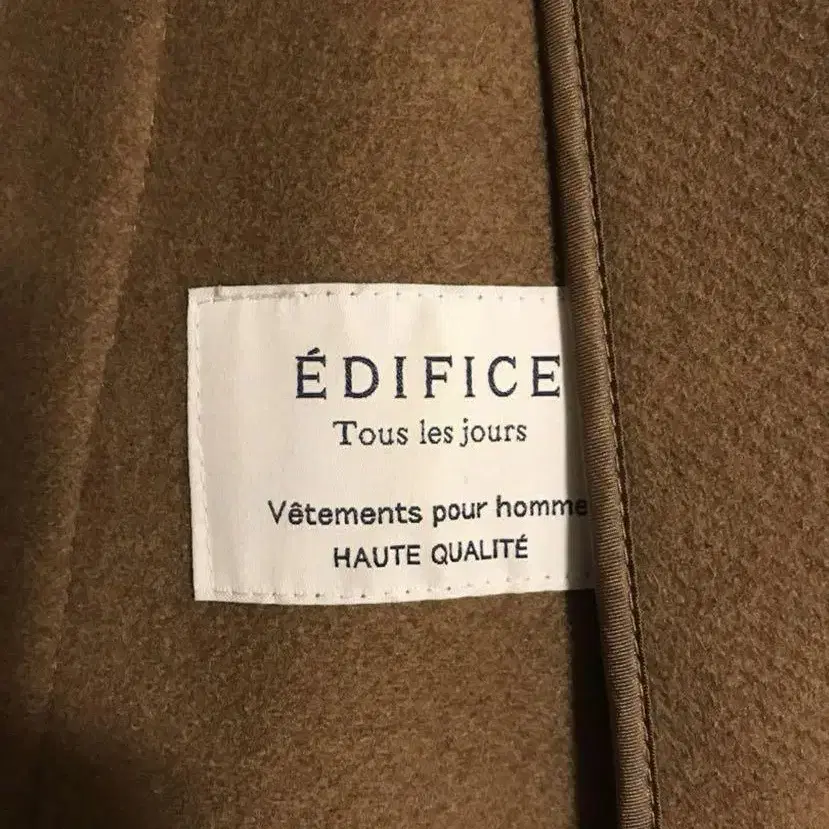 ÉDIFICE
Tous les jours
Vêtements pour homme
HAUTE QUALITÉ